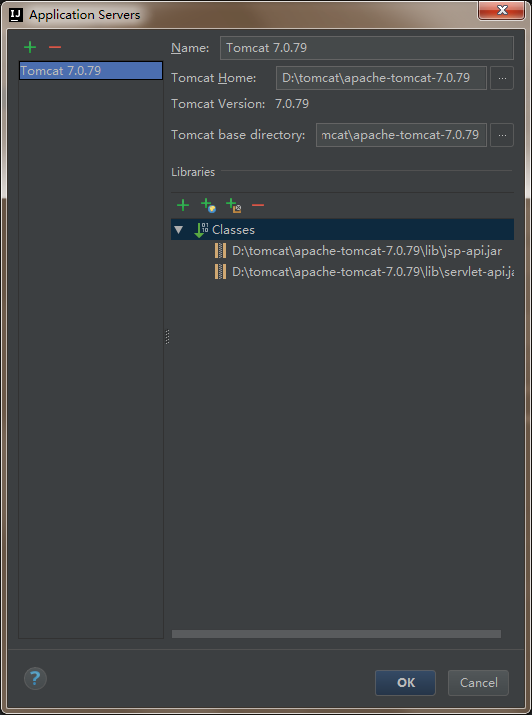 Application Servers
Tomcat 7.0.79
Name: Tomcat 7.0.79
Tomcat Home: D:\tomcat\apache-tomcat-7.0.79 ...
Tomcat Version: 7.0.79
Tomcat base directory: mcat\apache-tomcat-7.0.79 ...
Libraries
Classes
D:\tomcat\apache-tomcat-7.0.79\lib\jsp-api.jar
D:\tomcat\apache-tomcat-7.0.79\lib\servlet-api.ja
? OK Cancel